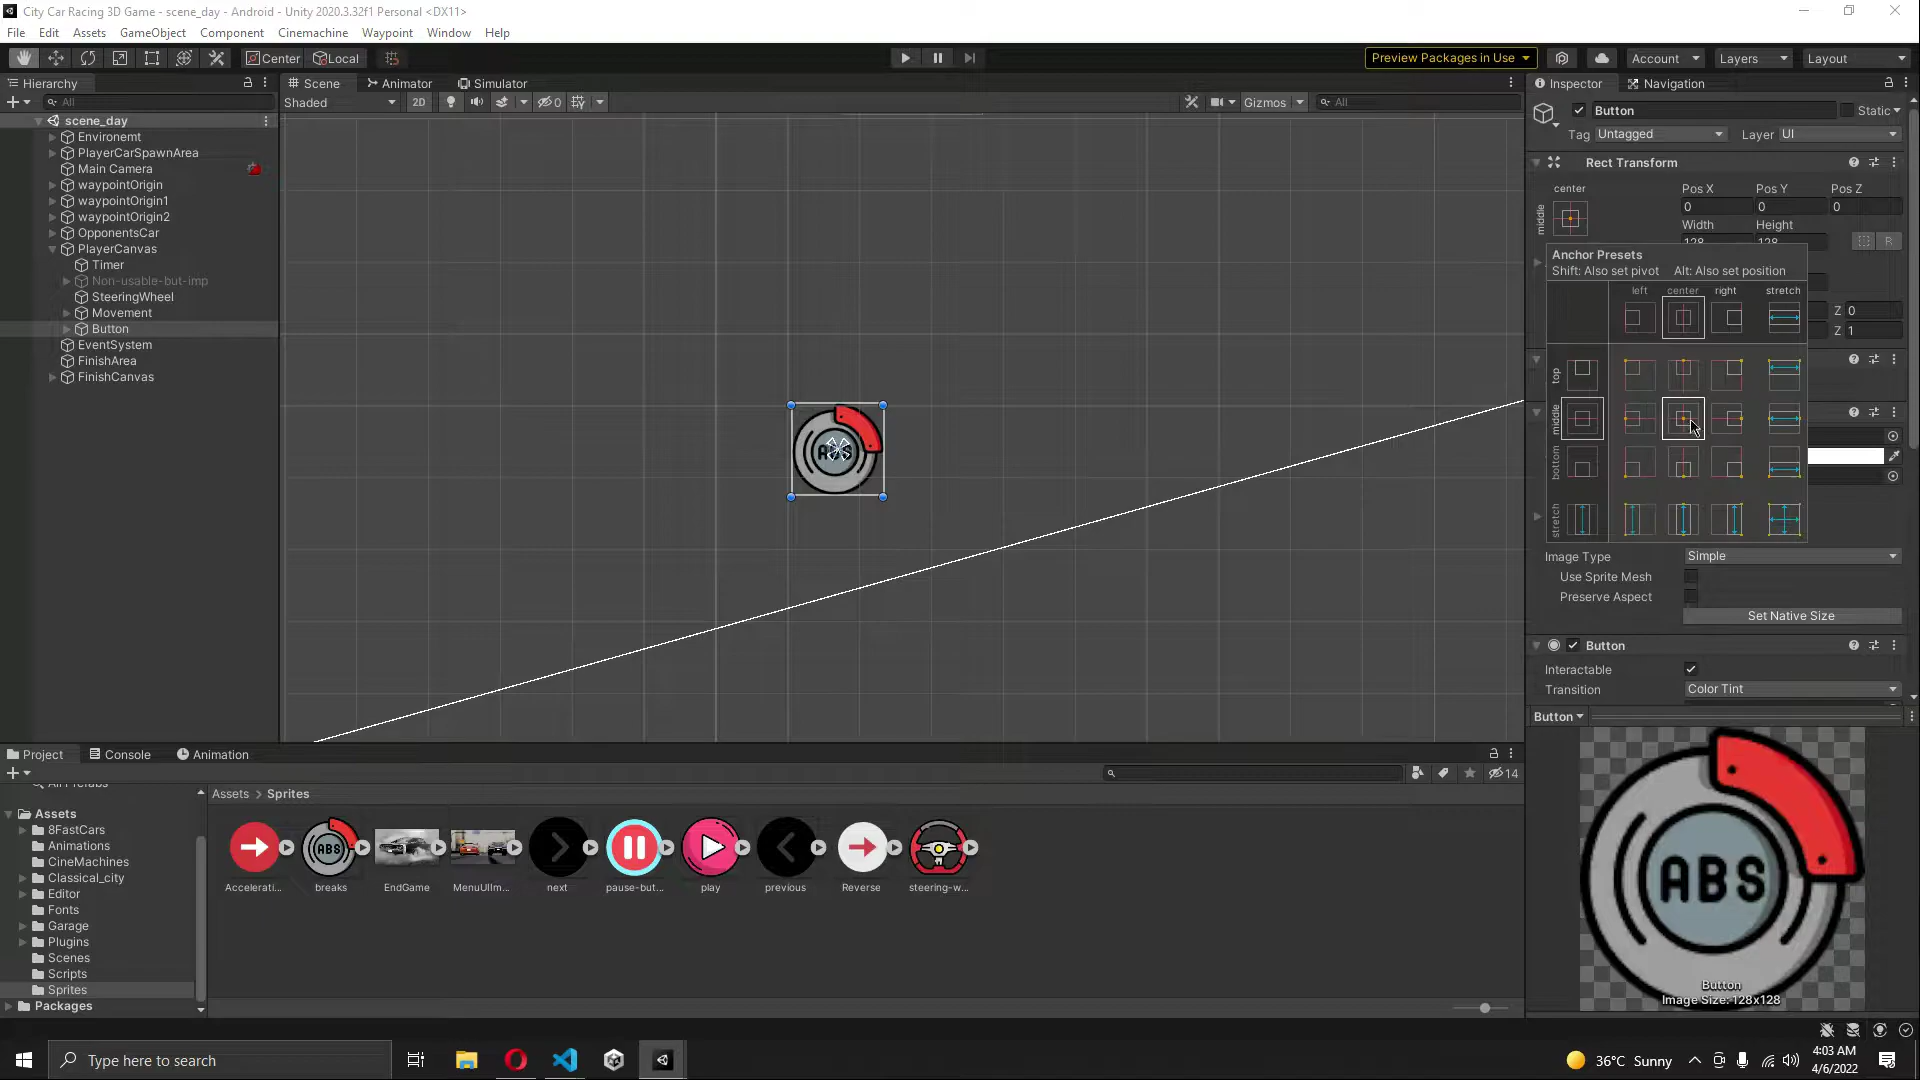 City Car Racing 3D Game - scene_day - Android - Unity 2020.3.32f1 Personal <DX11>
File Edit Assets GameObject Component Cinemachine Waypoint Window Help
Center Local
Preview Packages in Use Account Layers Layout
Hierarchy
All
scene_day
Environemt
PlayerCarSpawnArea
Main Camera
waypointOrigin
waypointOrigin1
waypointOrigin2
OpponentsCar
PlayerCanvas
Timer
Non-usable-but-imp
SteeringWheel
Movement
Button
EventSystem
FinishArea
FinishCanvas
Scene Animator Simulator
Shaded 2D 0 Gizmos All
Inspector Navigation
Button Static
Tag Untagged Layer UI
Rect Transform
center
middle
Pos X Pos Y Pos Z
0 0 0
Width Height
128 128
R
Anchor Presets
Shift: Also set pivot Alt: Also set position
left center right stretch
top
middle
bottom
stretch
Z 0
Z 1
Image Type Simple
Use Sprite Mesh
Preserve Aspect
Set Native Size
Button
Interactable
Transition Color Tint
Button
ABS
Button
Image Size: 128x128
Project Console Animation
14
All Prefabs
Assets
8FastCars
Animations
CineMachines
Classical_city
Editor
Fonts
Garage
Plugins
Scenes
Scripts
Sprites
Packages
Assets > Sprites
ABS
Accelerati... breaks EndGame MenuUIIm... next pause-but... play previous Reverse steering-w...
Type here to search
36°C Sunny
4:03 AM
4/6/2022